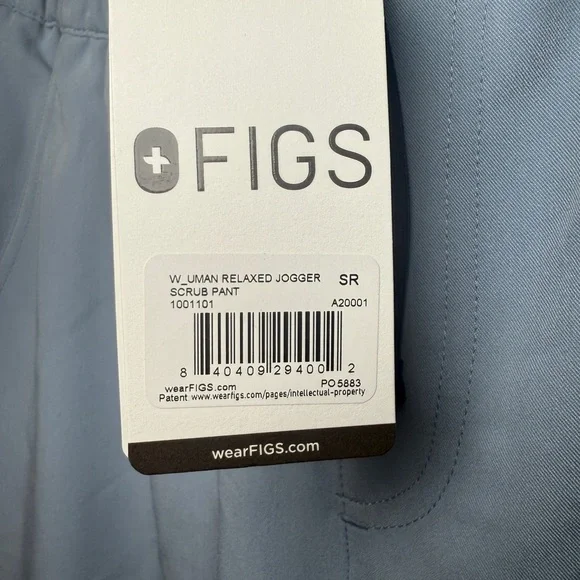 FIGS
W_UMAN RELAXED JOGGER SR
SCRUB PANT
1001101 A20001
8 40409 29400 2
wearFIGS.com PO 5883
Patent www.wearfigs.com/pages/intellectual-property
wearFIGS.com